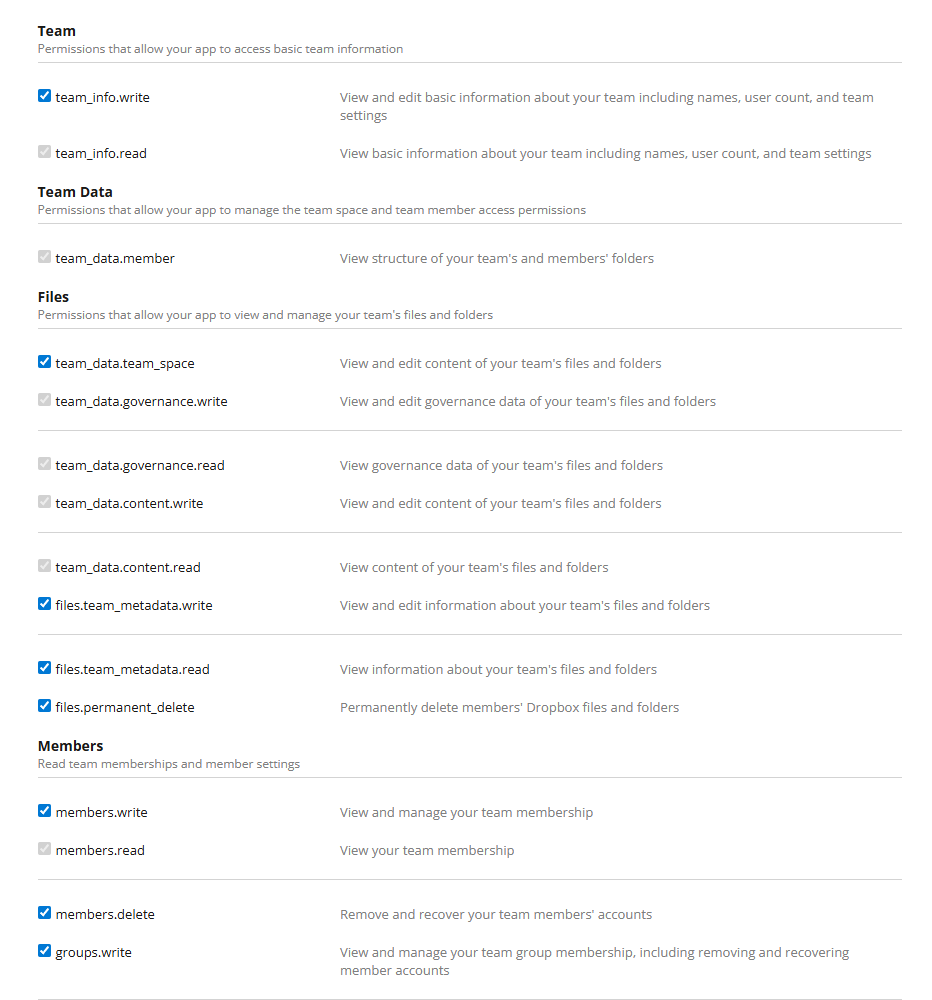 Team
Permissions that allow your app to access basic team information
team_info.write
View and edit basic information about your team including names, user count, and team
settings
team_info.read
View basic information about your team including names, user count, and team settings
Team Data
Permissions that allow your app to manage the team space and team member access permissions
team_data.member
View structure of your team's and members' folders
Files
Permissions that allow your app to view and manage your team's files and folders
team_data.team_space
View and edit content of your team's files and folders
team_data.governance.write
View and edit governance data of your team's files and folders
team_data.governance.read
View governance data of your team's files and folders
team_data.content.write
View and edit content of your team's files and folders
team_data.content.read
View content of your team's files and folders
files.team_metadata.write
View and edit information about your team's files and folders
files.team_metadata.read
View information about your team's files and folders
files.permanent_delete
Permanently delete members' Dropbox files and folders
Members
Read team memberships and member settings
members.write
View and manage your team membership
members.read
View your team membership
members.delete
Remove and recover your team members' accounts
groups.write
View and manage your team group membership, including removing and recovering
member accounts